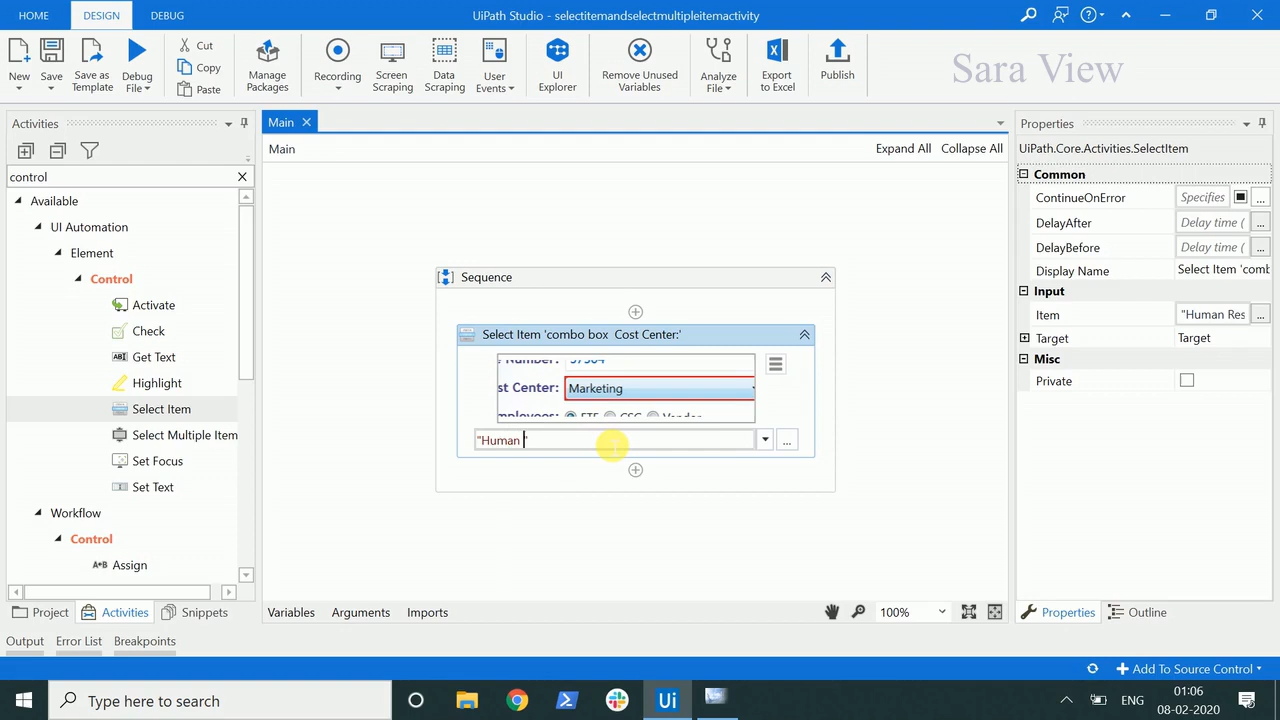 HOME
DESIGN
DEBUG
UiPath Studio - selectitemandselectmultipleitemactivity
New
Save
Save as
Template
Debug
File
Cut
Copy
Paste
Manage
Packages
Recording
Screen
Scraping
Data
Scraping
User
Events
UI
Explorer
Remove Unused
Variables
Analyze
File
Export
to Excel
Publish
Sara View
Activities
control
Available
UI Automation
Element
Control
Activate
Check
Get Text
Highlight
Select Item
Select Multiple Item
Set Focus
Set Text
Workflow
Control
A+B Assign
Project
Activities
Snippets
Main
Main
Expand All
Collapse All
Sequence
Select Item 'combo box Cost Center:'
e Number:
st Center:
Marketing
mployees:
FTE
CSG
Vendor
"Human "
...
Variables
Arguments
Imports
100%
Properties
UiPath.Core.Activities.SelectItem
Common
ContinueOnError
Specifies
...
DelayAfter
Delay time (
...
DelayBefore
Delay time (
...
Display Name
Select Item 'comb
Input
Item
"Human Res
...
Target
Target
Misc
Private
Properties
Outline
Output
Error List
Breakpoints
Add To Source Control
Type here to search
Ui
ENG
01:06
08-02-2020